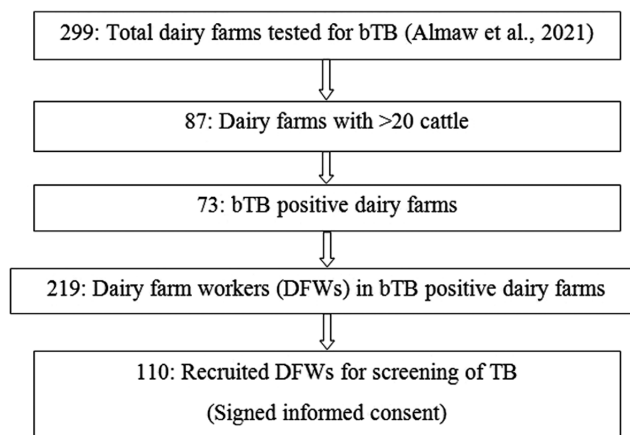 299: Total dairy farms tested for bTB (Almaw et al., 2021)
87: Dairy farms with >20 cattle
73: bTB positive dairy farms
219: Dairy farm workers (DFWs) in bTB positive dairy farms
110: Recruited DFWs for screening of TB
(Signed informed consent)